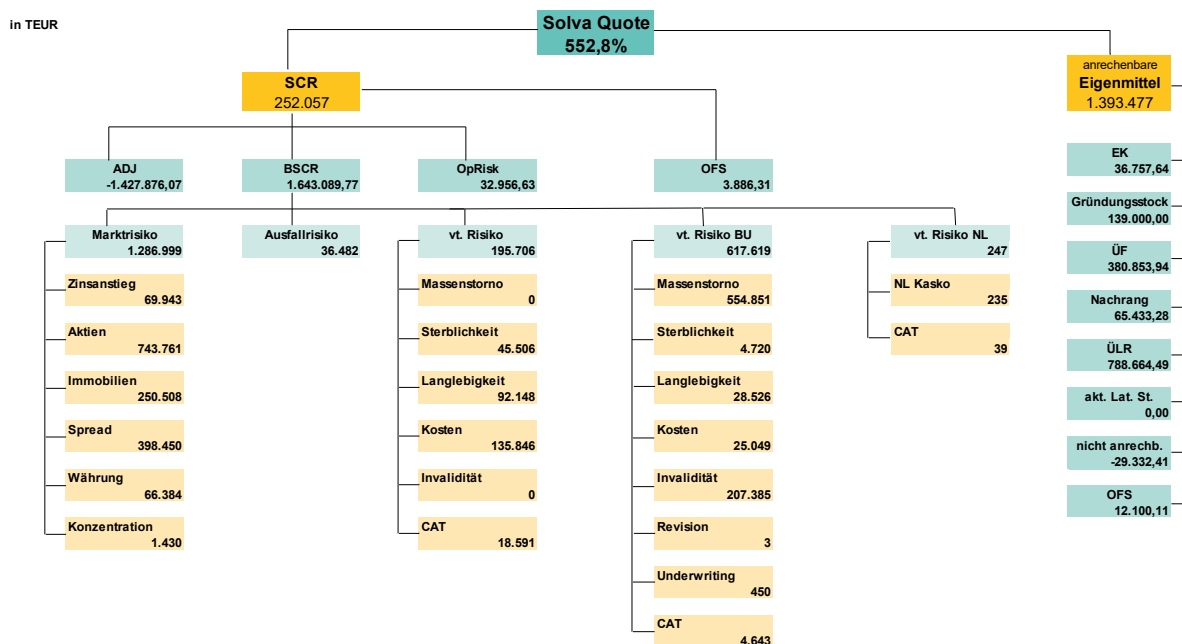 in TEUR
Solva Quote
552,8%
SCR
252.057
anrechenbare
Eigenmittel
1.393.477
ADJ
-1.427.876,07
BSCR
1.643.089,77
OpRisk
32.956,63
OFS
3.886,31
Marktrisiko
1.286.999
Zinsanstieg
69.943
Aktien
743.761
Immobilien
250.508
Spread
398.450
Währung
66.384
Konzentration
1.430
Ausfallrisiko
36.482
vt. Risiko
195.706
Massenstorno
0
Sterblichkeit
45.506
Langlebigkeit
92.148
Kosten
135.846
Invalidität
0
CAT
18.591
vt. Risiko BU
617.619
Massenstorno
554.851
Sterblichkeit
4.720
Langlebigkeit
28.526
Kosten
25.049
Invalidität
207.385
Revision
3
Underwriting
450
CAT
4.643
vt. Risiko NL
247
NL Kasko
235
CAT
39
EK
36.757,64
Gründungsstock
139.000,00
ÜF
380.853,94
Nachrang
65.433,28
ÜLR
788.664,49
akt. Lat. St.
0,00
nicht anrechb.
-29.332,41
OFS
12.100,11